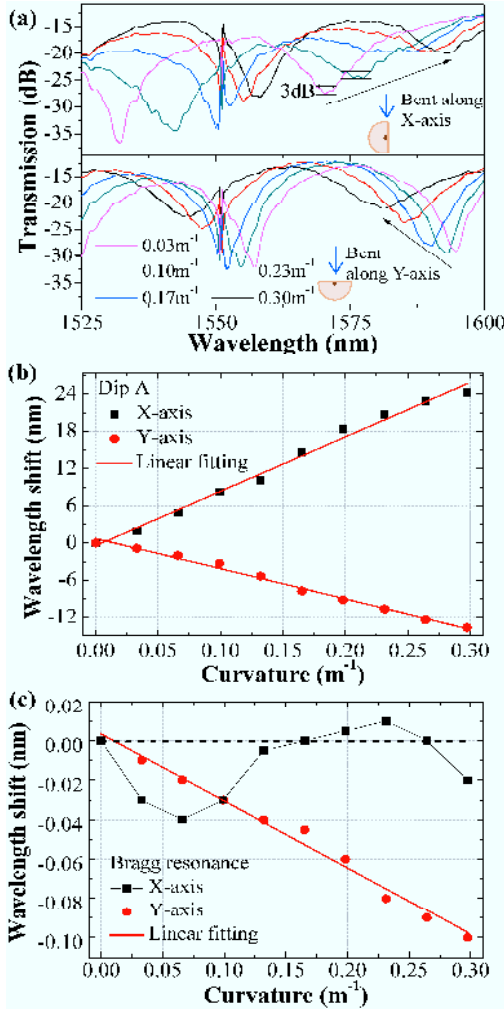 (a)
-10
-15
-20
-25
-30
-35
3dB
Bent along
X-axis
Transmission (dB)
-15
-20
-25
-30
-35
0.03m⁻¹
0.10m⁻¹ 0.23m⁻¹
0.17m⁻¹ 0.30m⁻¹
Bent
along Y-axis
1525 1550 1575 1600
Wavelength (nm)
(b)
Dip A
X-axis
Y-axis
Linear fitting
Wavelength shift (nm)
24
18
12
6
0
-6
-12
0.00 0.05 0.10 0.15 0.20 0.25 0.30
Curvature (m⁻¹)
(c)
0.02
0.00
-0.02
-0.04
-0.06
-0.08
-0.10
Wavelength shift (nm)
Bragg resonance
X-axis
Y-axis
Linear fitting
0.00 0.05 0.10 0.15 0.20 0.25 0.30
Curvature (m⁻¹)